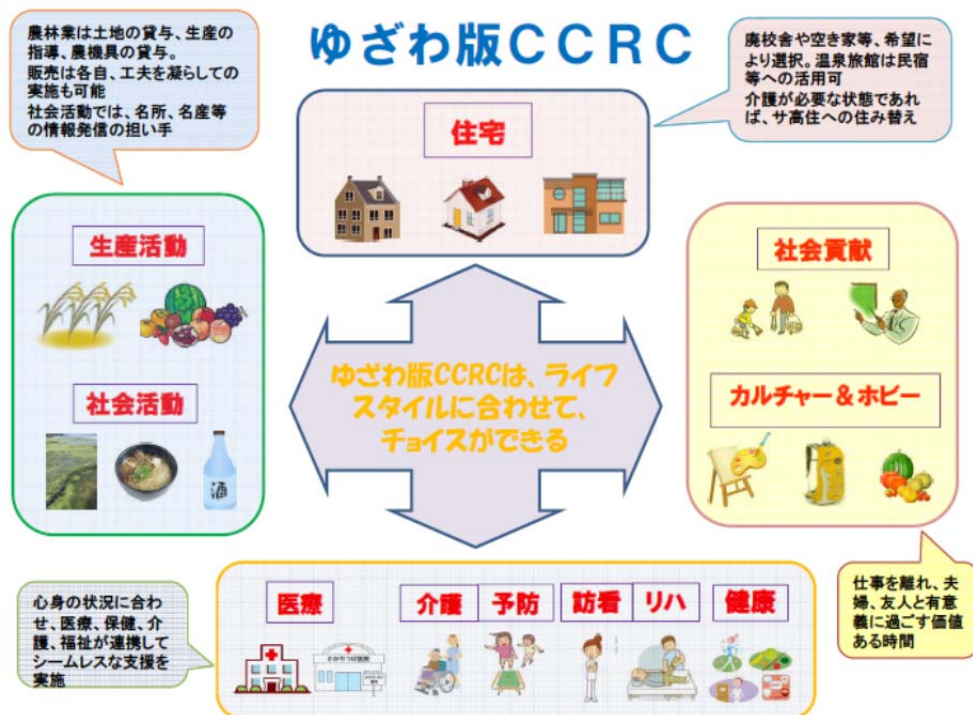 ゆざわ版CCRC
農林業は土地の貸与、生産の
指導、農機具の貸与。
販売は各自、工夫を凝らしての
実施も可能
社会活動では、名所、名産等
の情報発信の担い手
廃校舎や空き家等、希望に
より選択。温泉旅館は民宿
等への活用可
介護が必要な状態であれ
ば、サ高住への住み替え
住宅
生産活動
社会活動
酒
ゆざわ版CCRCは、ライフ
スタイルに合わせて、
チョイスができる
社会貢献
カルチャー&ホビー
心身の状況に合わ
せ、医療、保健、介
護、福祉が連携して
シームレスな支援を
実施
医療
介護
予防
訪看
リハ
健康
かかりつけ医院
仕事を離れ、夫
婦、友人と有意
義に過ごす価値
ある時間